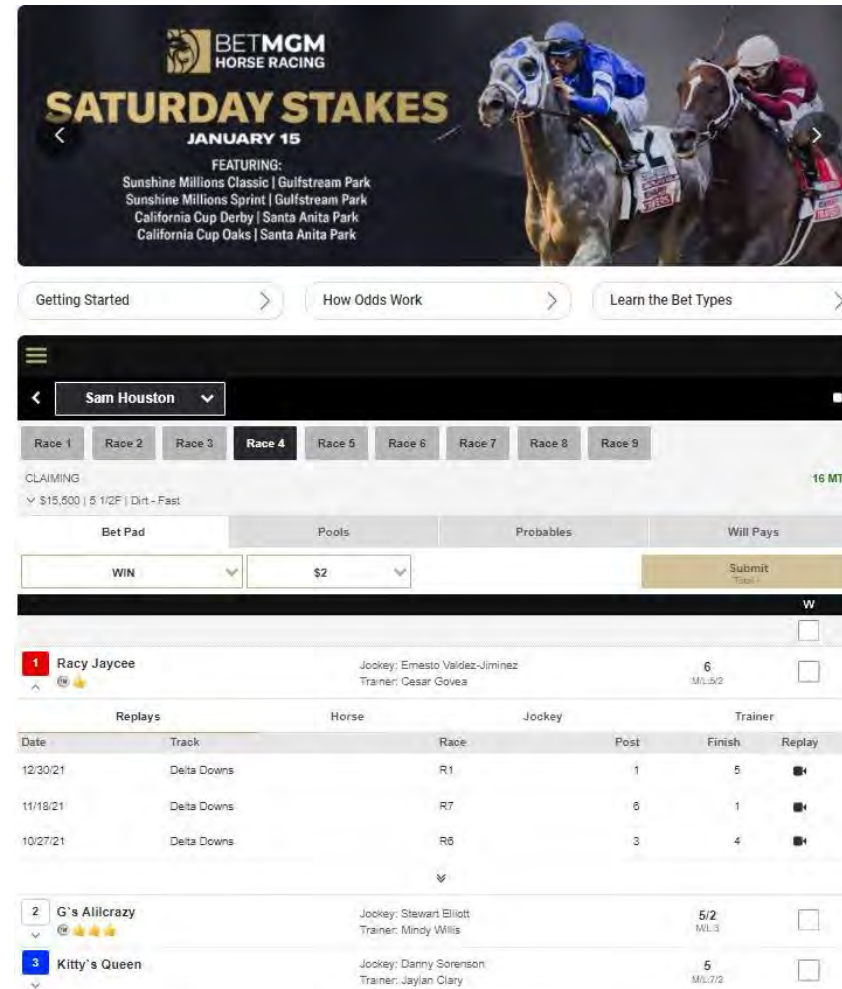 BETMGM
HORSE RACING
SATURDAY STAKES
JANUARY 15
FEATURING:
Sunshine Millions Classic | Gulfstream Park
Sunshine Millions Sprint | Gulfstream Park
California Cup Derby | Santa Anita Park
California Cup Oaks | Santa Anita Park
2
Getting Started
How Odds Work
Learn the Bet Types
Sam Houston
Race 1 Race 2 Race 3 Race 4 Race 5 Race 6 Race 7 Race 8 Race 9
CLAIMING 16 MT
$15,500 | 5 1/2F | Dirt - Fast
Bet Pad Pools Probables Will Pays
WIN $2 Submit
W
1 Racy Jaycee Jockey: Ernesto Valdez-Jiminez 6
Trainer: Cesar Govea M/L:5/2
Replays Horse Jockey Trainer
Date Track Race Post Finish Replay
12/30/21 Delta Downs R1 1 5
11/18/21 Delta Downs R7 6 1
10/27/21 Delta Downs R6 3 4
2 G's Alilcrazy Jockey: Stewart Elliott 5/2
Trainer: Mindy Willis M/L:3
3 Kitty's Queen Jockey: Danny Sorenson 5
Trainer: Jaylan Clary M/L:7/2